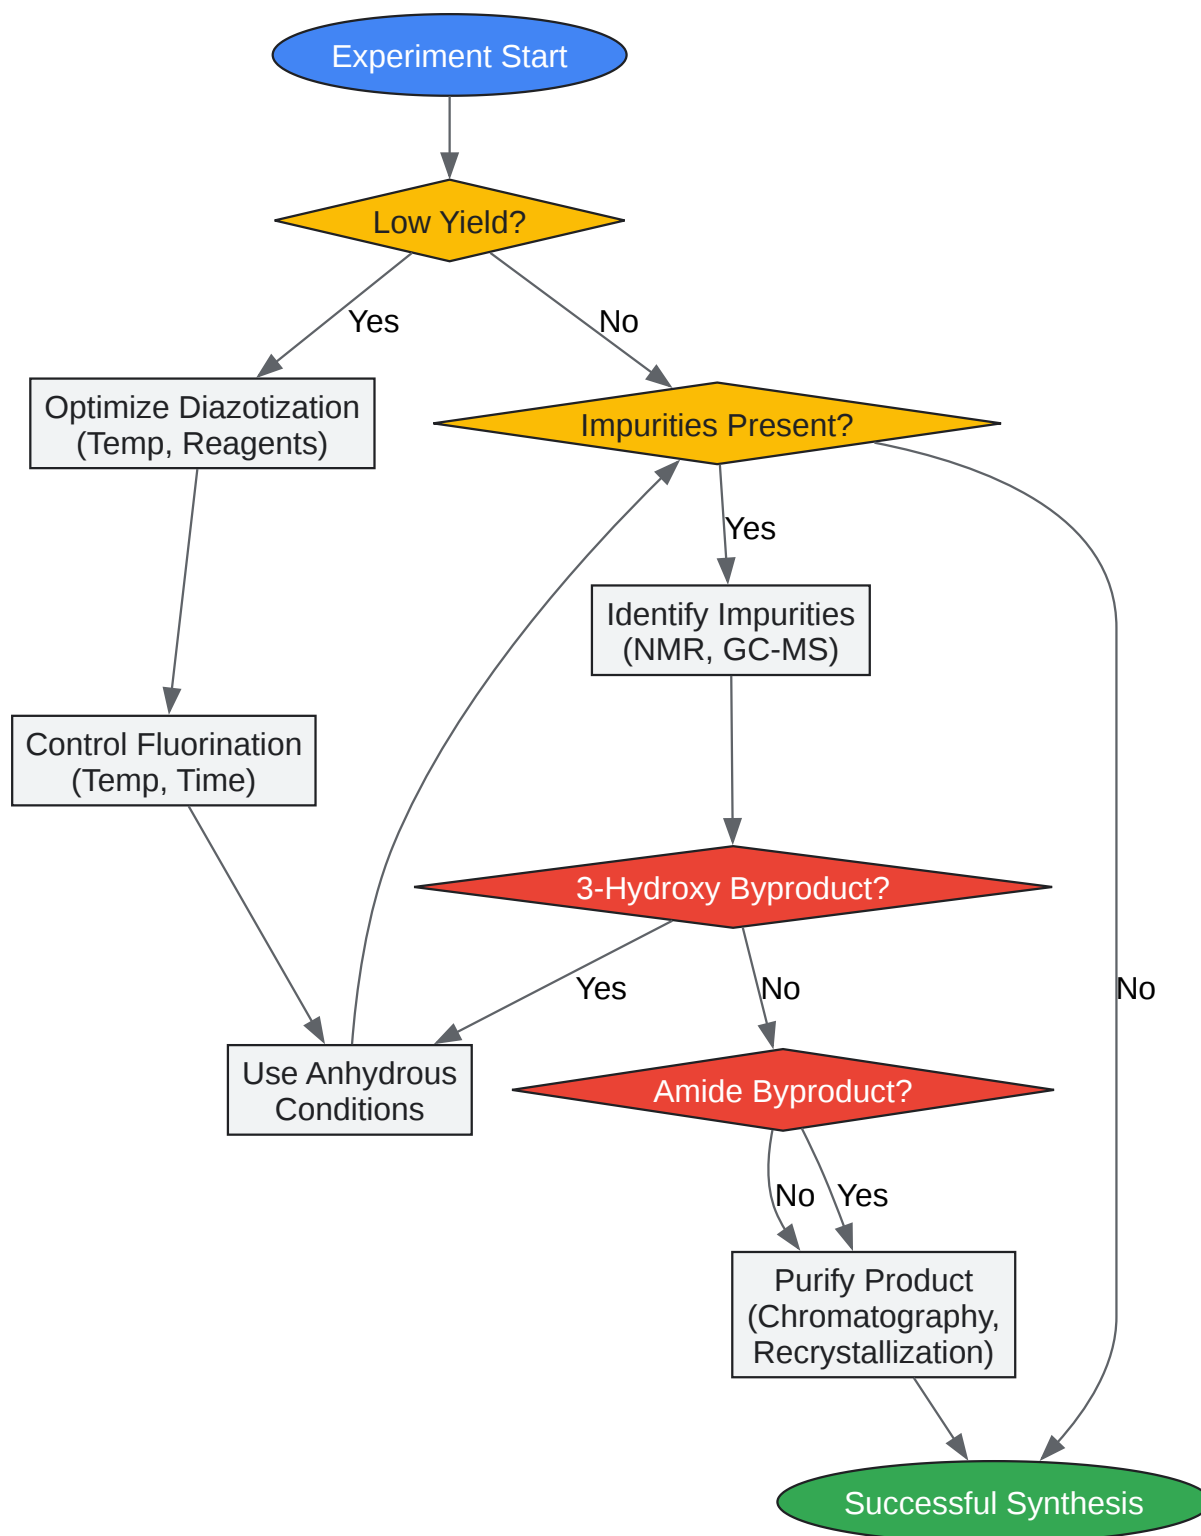 Experiment Start
Low Yield?
Yes
No
Optimize Diazotization
(Temp, Reagents)
Impurities Present?
Yes
Identify Impurities
(NMR, GC-MS)
Control Fluorination
(Temp, Time)
3-Hydroxy Byproduct?
Yes
No
No
Use Anhydrous
Conditions
Amide Byproduct?
No
Yes
Purify Product
(Chromatography,
Recrystallization)
Successful Synthesis